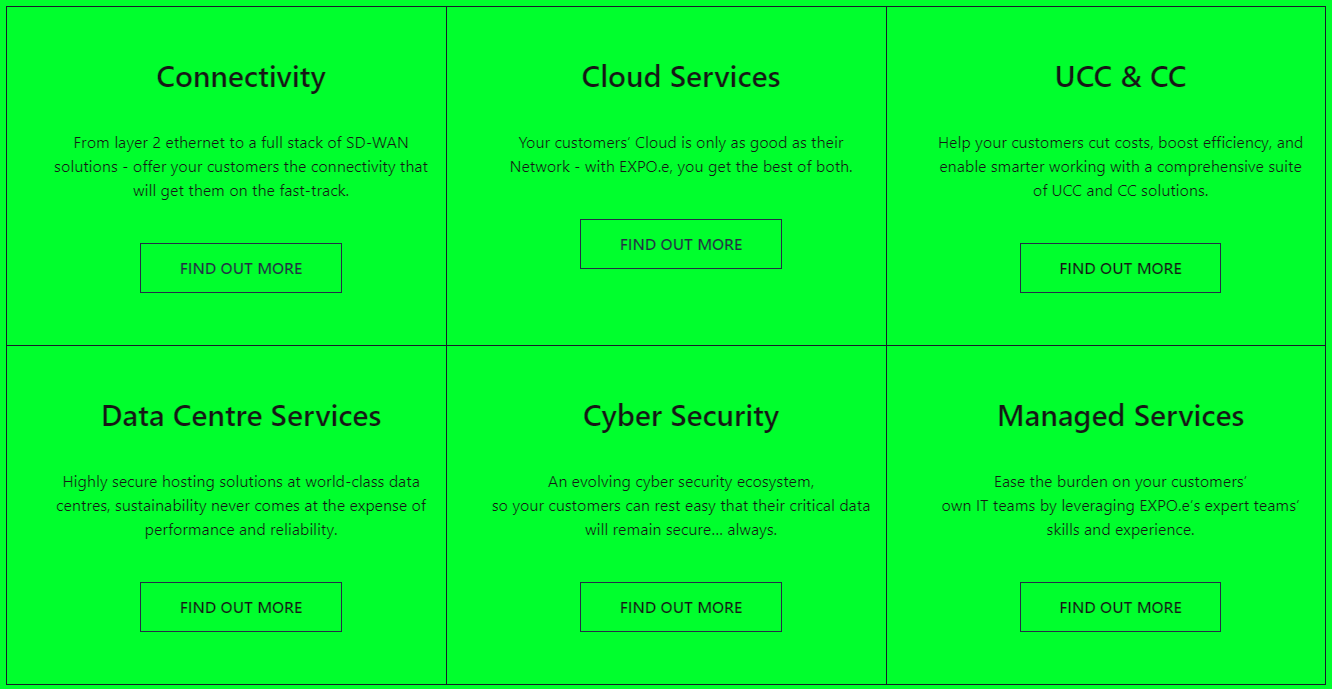 Connectivity
From layer 2 ethernet to a full stack of SD-WAN
solutions - offer your customers the connectivity that
will get them on the fast-track.
FIND OUT MORE
Cloud Services
Your customers’ Cloud is only as good as their
Network - with EXPO.e, you get the best of both.
FIND OUT MORE
UCC & CC
Help your customers cut costs, boost efficiency, and
enable smarter working with a comprehensive suite
of UCC and CC solutions.
FIND OUT MORE
Data Centre Services
Highly secure hosting solutions at world-class data
centres, sustainability never comes at the expense of
performance and reliability.
FIND OUT MORE
Cyber Security
An evolving cyber security ecosystem,
so your customers can rest easy that their critical data
will remain secure... always.
FIND OUT MORE
Managed Services
Ease the burden on your customers’
own IT teams by leveraging EXPO.e’s expert teams’
skills and experience.
FIND OUT MORE